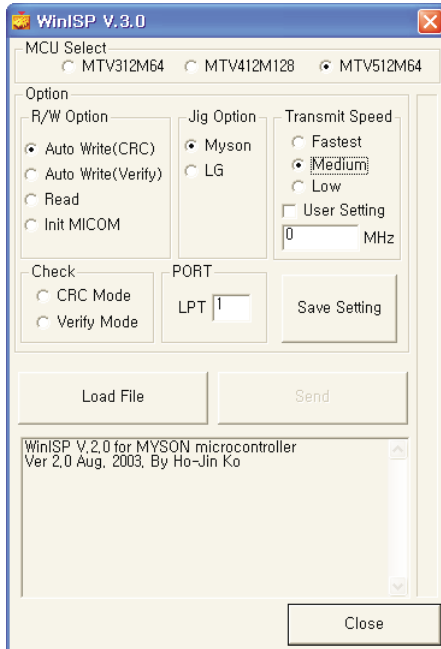 WinISP V.3.0
MCU Select
MTV312M64 MTV412M128 MTV512M64
Option
R/W Option
Auto Write(CRC)
Auto Write(Verify)
Read
Init MICOM
Jig Option
Myson
LG
Transmit Speed
Fastest
Medium
Low
User Setting
0 MHz
Check
CRC Mode
Verify Mode
PORT
LPT 1
Save Setting
Load File
Send
WinISP V,2,0 for MYSON microcontroller
Ver 2,0 Aug, 2003, By Ho-Jin Ko
Close